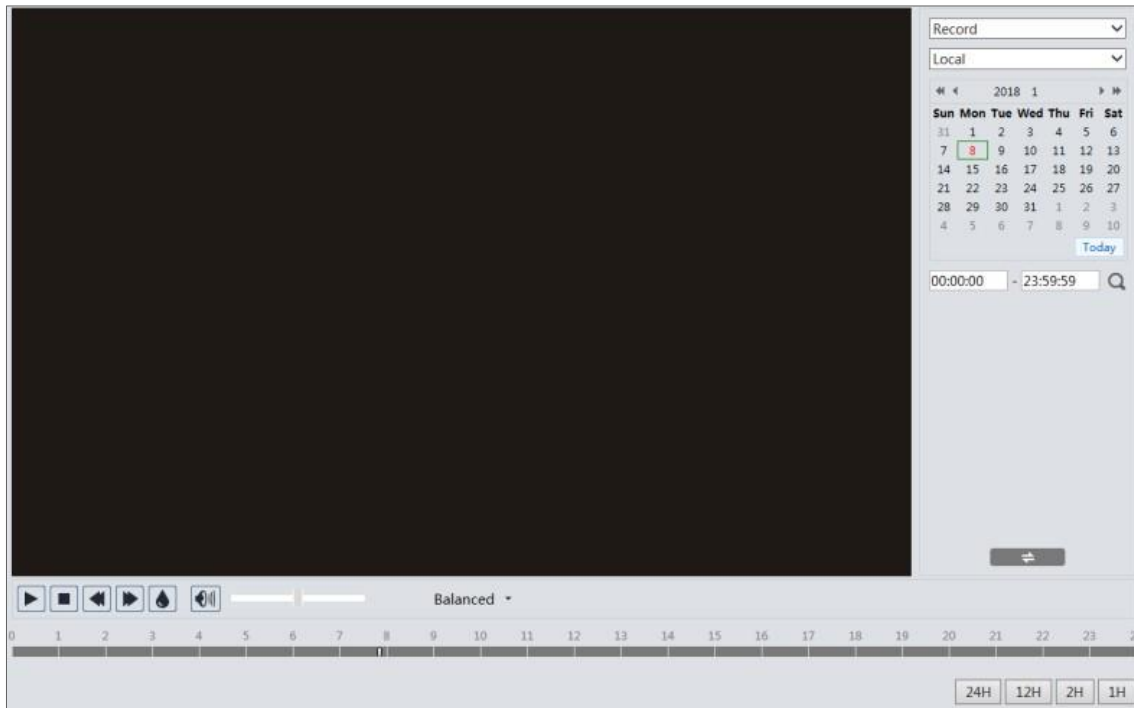 Record
Local
2018 1
Sun Mon Tue Wed Thu Fri Sat
31 1 2 3 4 5 6
7 8 9 10 11 12 13
14 15 16 17 18 19 20
21 22 23 24 25 26 27
28 29 30 31 1 2 3
4 5 6 7 8 9 10
Today
00:00:00 - 23:59:59
Balanced
0 1 2 3 4 5 6 7 8 9 10 11 12 13 14 15 16 17 18 19 20 21 22 23
24H 12H 2H 1H